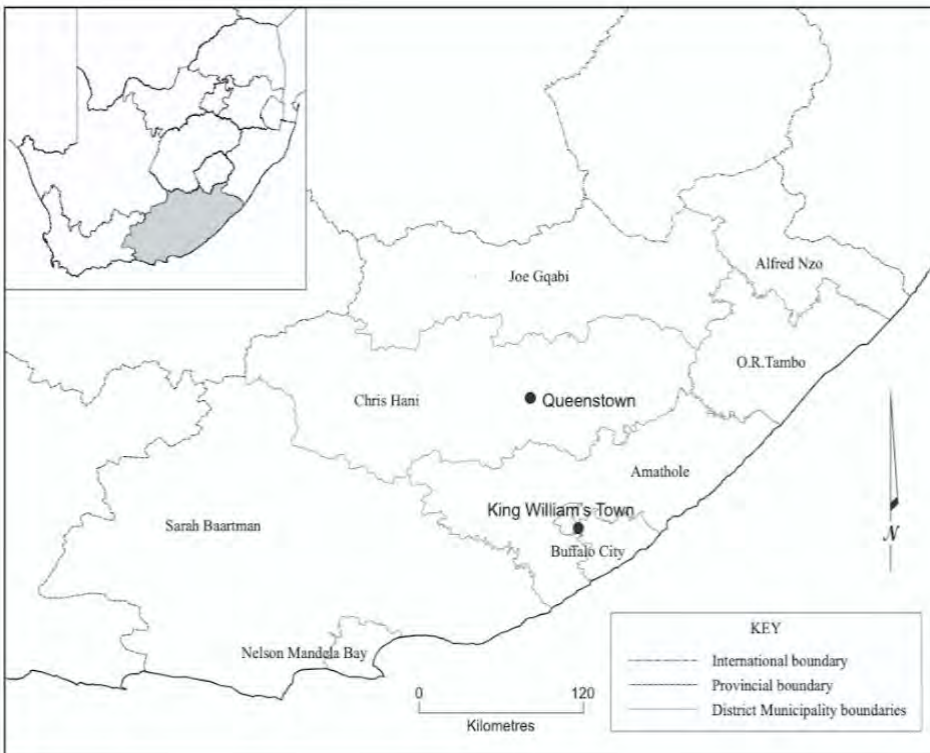 Joe Gqabi
Alfred Nzo
O.R.Tambo
Chris Hani
Queenstown
Amathole
King William's Town
Sarah Baartman
Buffalo City
Nelson Mandela Bay
N
0 120
Kilometres
KEY
International boundary
Provincial boundary
District Municipality boundaries